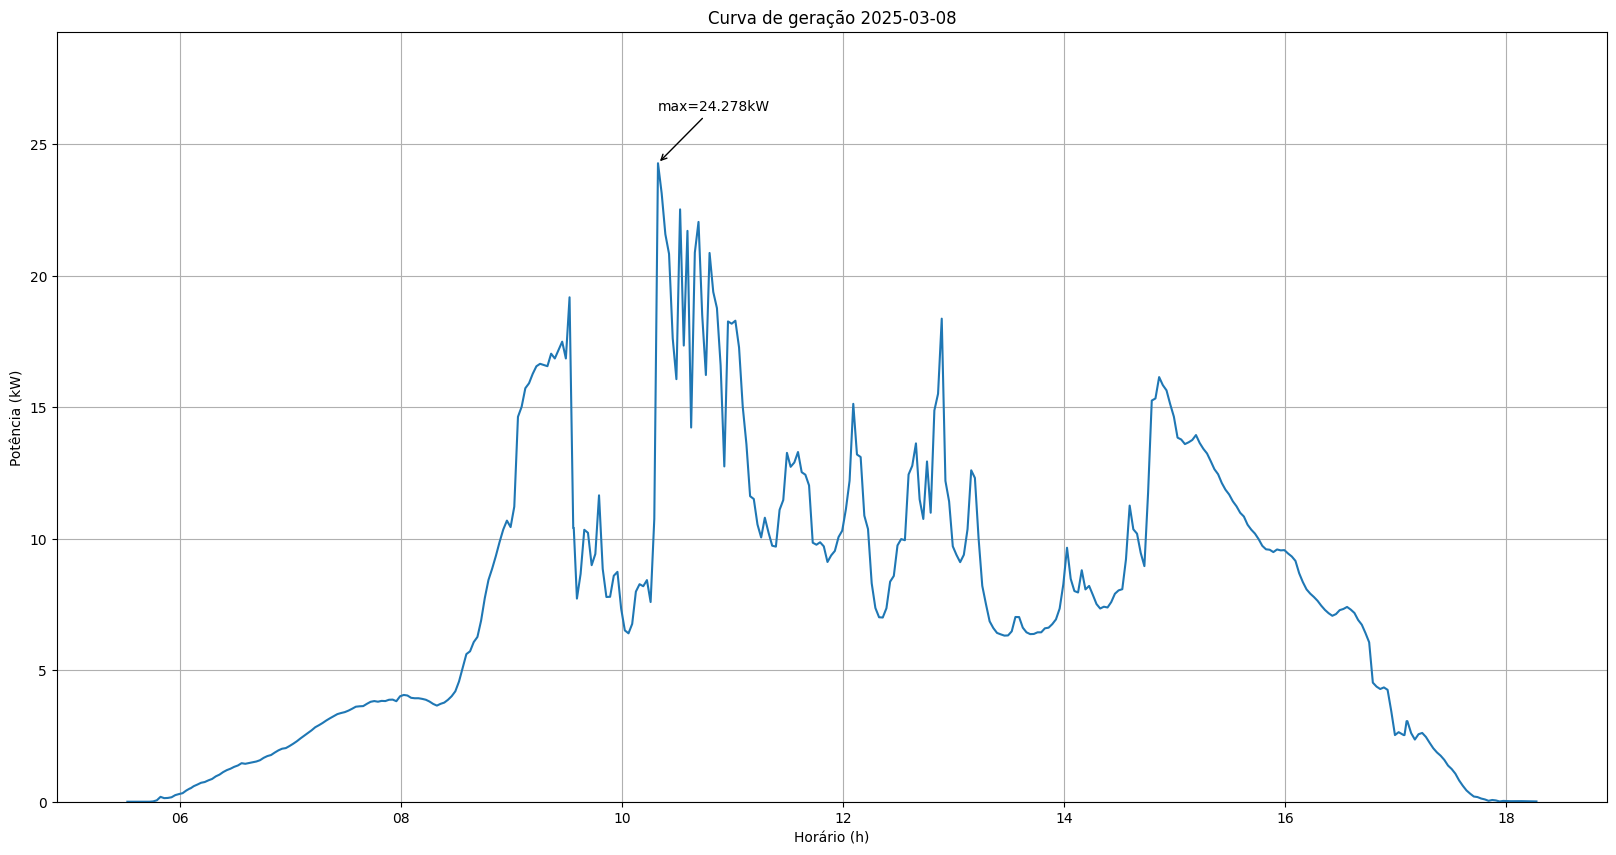 Curva de geração 2025-03-08
max=24.278kW
25
20
15
10
5
0
Potência (kW)
06 08 10 12 14 16 18
Horário (h)